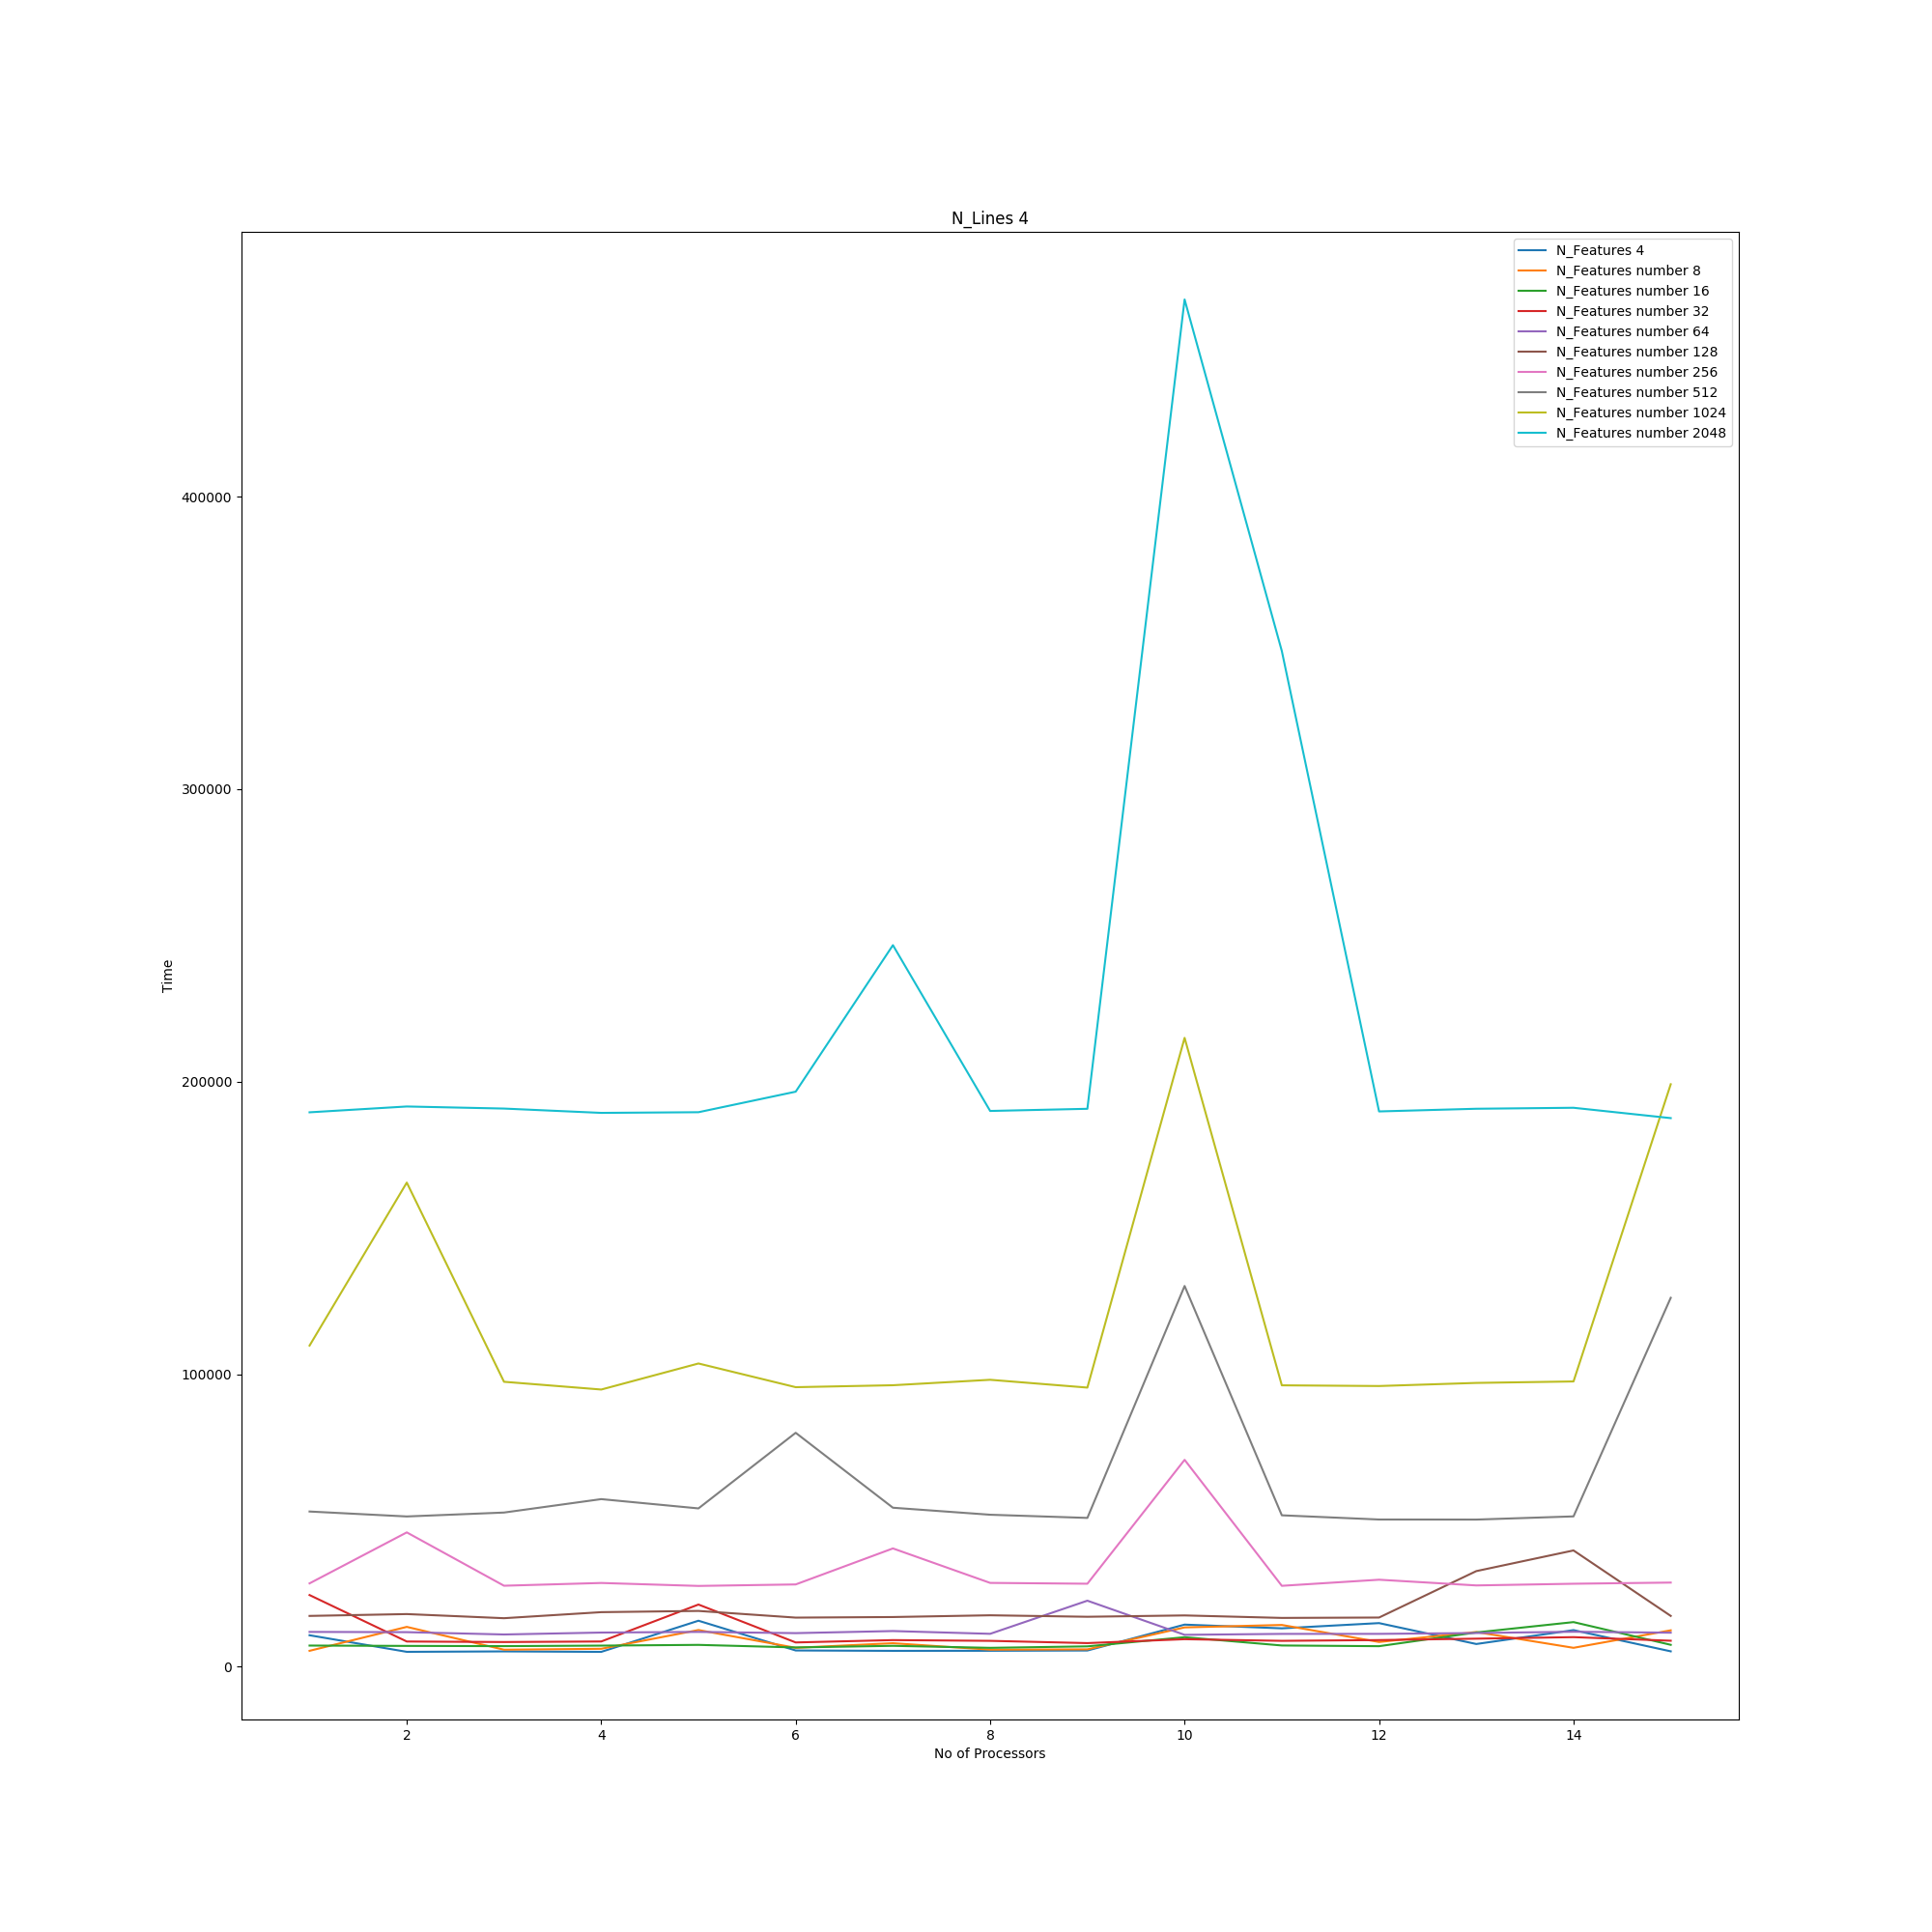 N_Lines 4
N_Features 4
N_Features number 8
N_Features number 16
N_Features number 32
N_Features number 64
N_Features number 128
N_Features number 256
N_Features number 512
N_Features number 1024
N_Features number 2048
400000
300000
200000
100000
0
Time
2 4 6 8 10 12 14
No of Processors